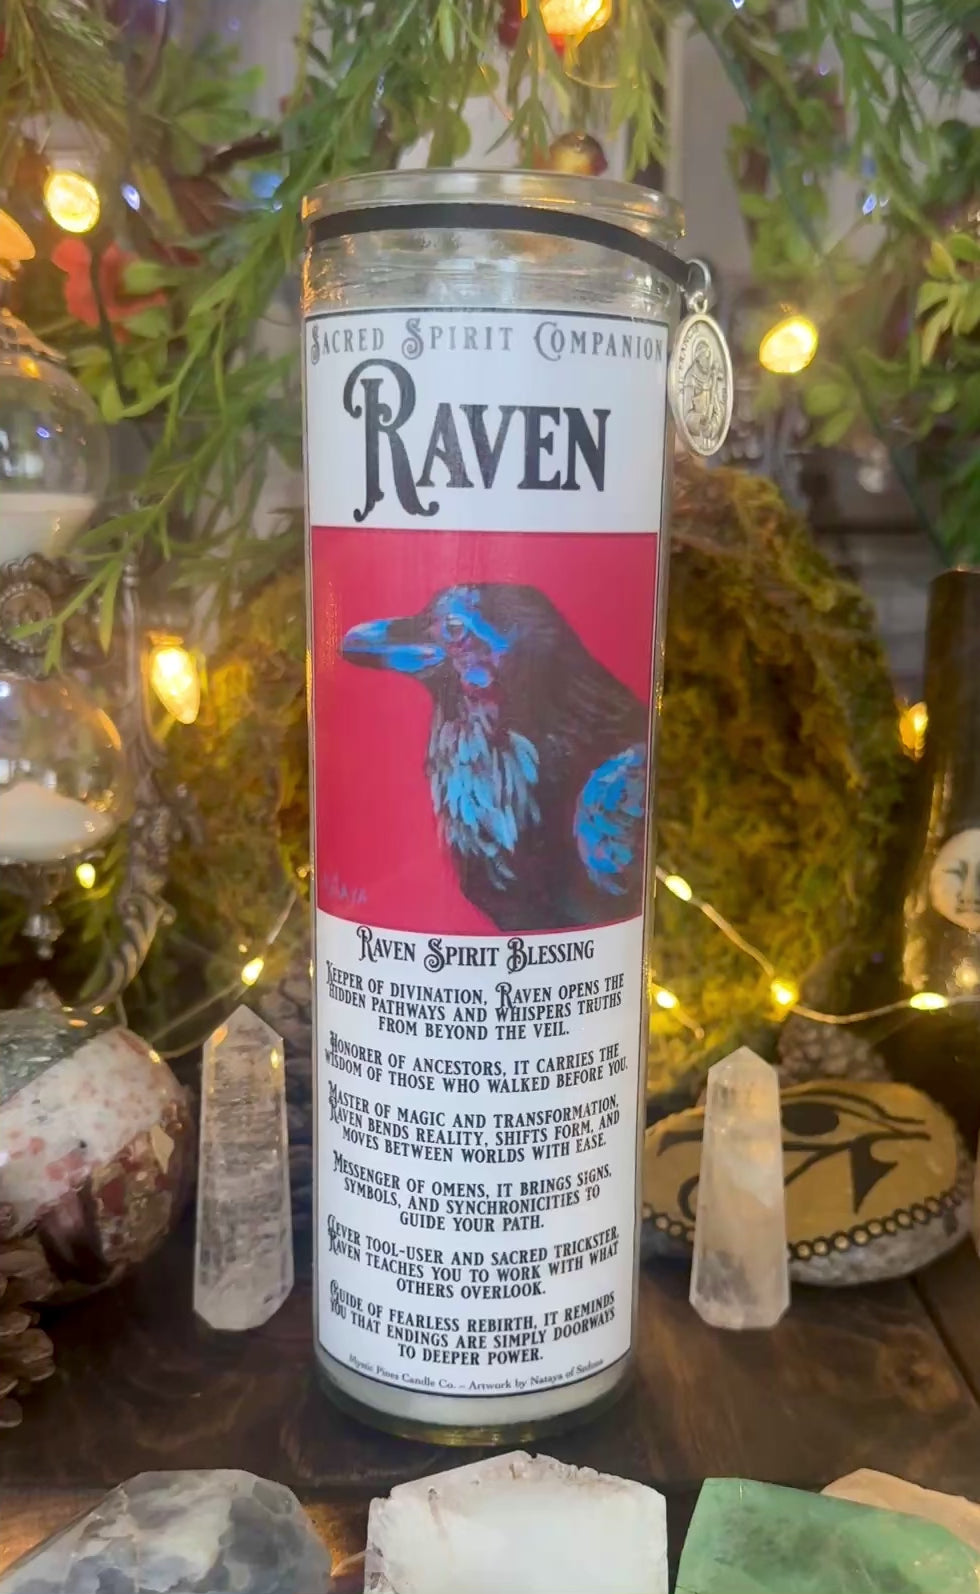 Sacred Spirit Companion
Raven
NATAYA
Raven Spirit Blessing
Keeper of divination, Raven opens the
hidden pathways and whispers truths
from beyond the veil.
Honorer of ancestors, it carries the
wisdom of those who walked before you.
Master of magic and transformation,
Raven bends reality, shifts form, and
moves between worlds with ease.
Messenger of omens, it brings signs,
symbols, and synchronicities to
guide your path.
Clever tool-user and sacred trickster,
Raven teaches you to work with what
others overlook.
Guide of fearless rebirth, it reminds
you that endings are simply doorways
to deeper power.
Mystic Pines Candle Co. – Artwork by Nataya of Sedona